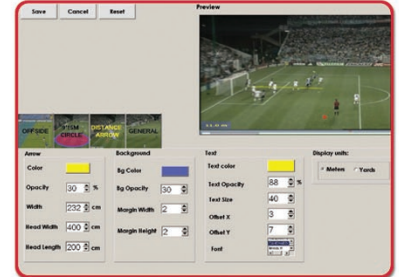 Save Cancel Reset
Preview
OFFSIDE PRISM CIRCLE DISTANCE ARROW GENERAL
Arrow
Color
Opacity 30 %
Width 232 cm
Head Width 400 cm
Head Length 200 cm
Background
Bg Color
Bg Opacity 30
Margin Width 2
Margin Height 2
Text
Text color
Text Opacity 88 %
Text Size 40
Offset X 3
Offset Y 7
Font
Display units:
Meters Yards